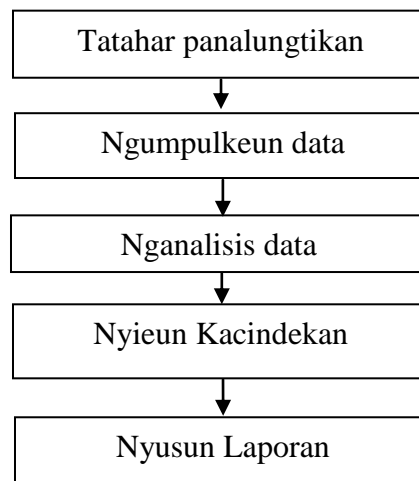 Tatahar panalungtikan
Ngumpulkeun data
Nganalisis data
Nyieun Kacindekan
Nyusun Laporan